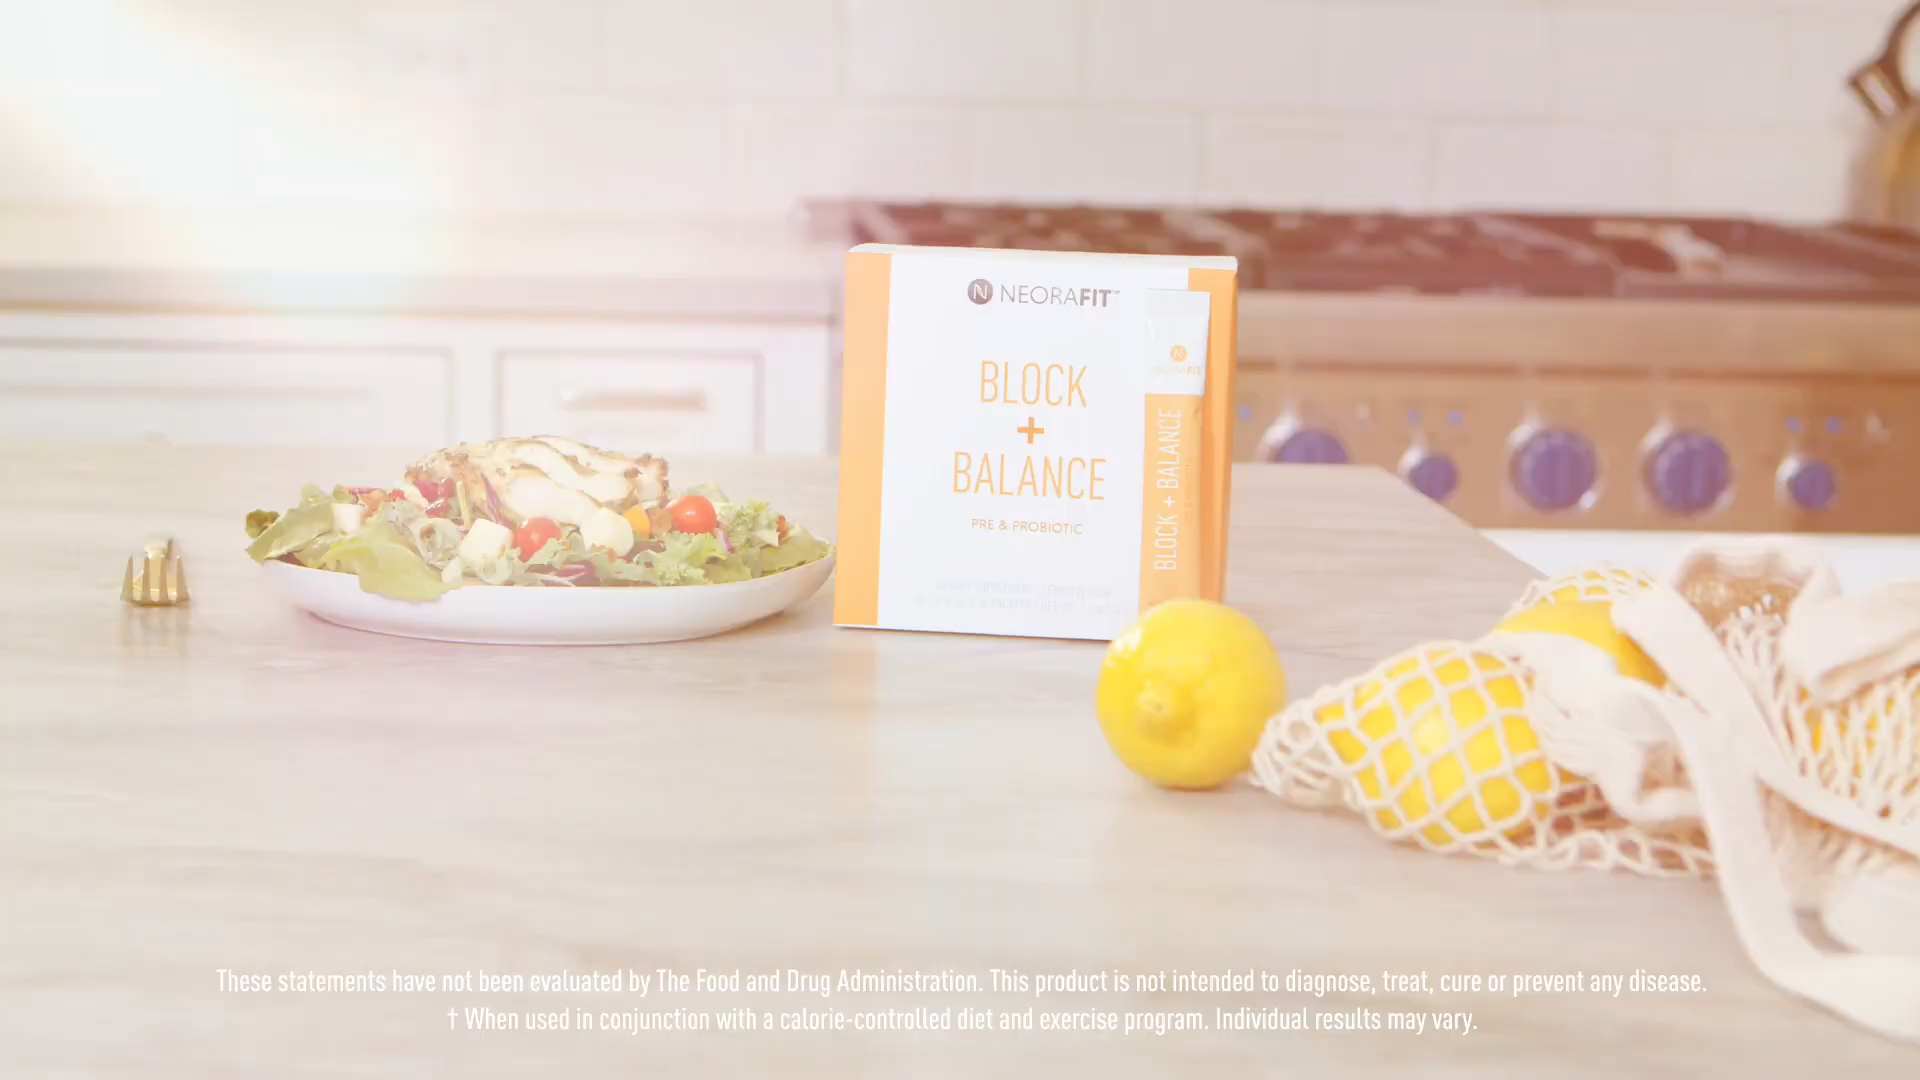 N NEORAFIT™
BLOCK
+
BALANCE
PRE & PROBIOTIC
N
NEORAFIT
BLOCK + BALANCE
These statements have not been evaluated by The Food and Drug Administration. This product is not intended to diagnose, treat, cure or prevent any disease.
† When used in conjunction with a calorie-controlled diet and exercise program. Individual results may vary.